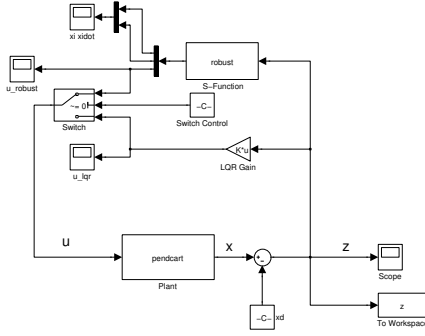 xi xidot
robust
S-Function
u_robust
~= 0
Switch
-C-
Switch Control
K*u
LQR Gain
u_lqr
u
pendcart
Plant
x
+
-
z
Scope
-C-
xd
z
To Workspace